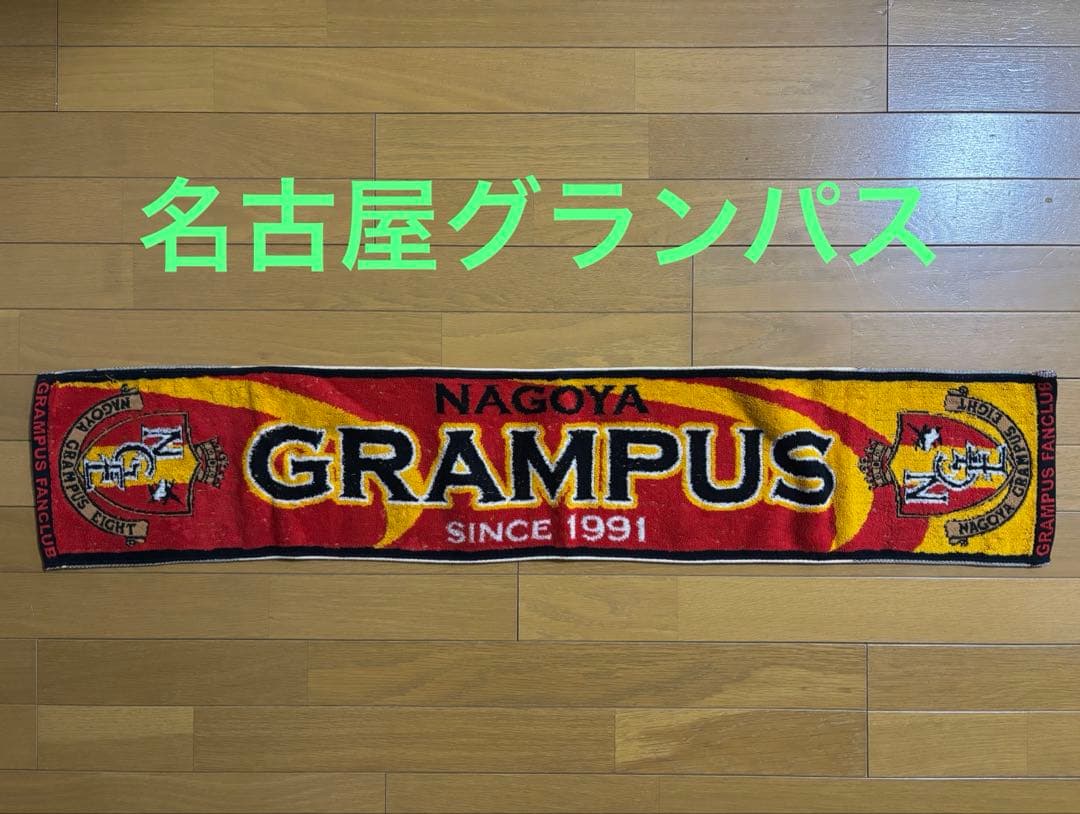 名古屋グランパス
NAGOYA
GRAMPUS
SINCE 1991
GRAMPUS FANCLUB
NAGOYA GRAMPUS EIGHT
NAGOYA GRAMPUS EIGHT
GRAMPUS FANCLUB